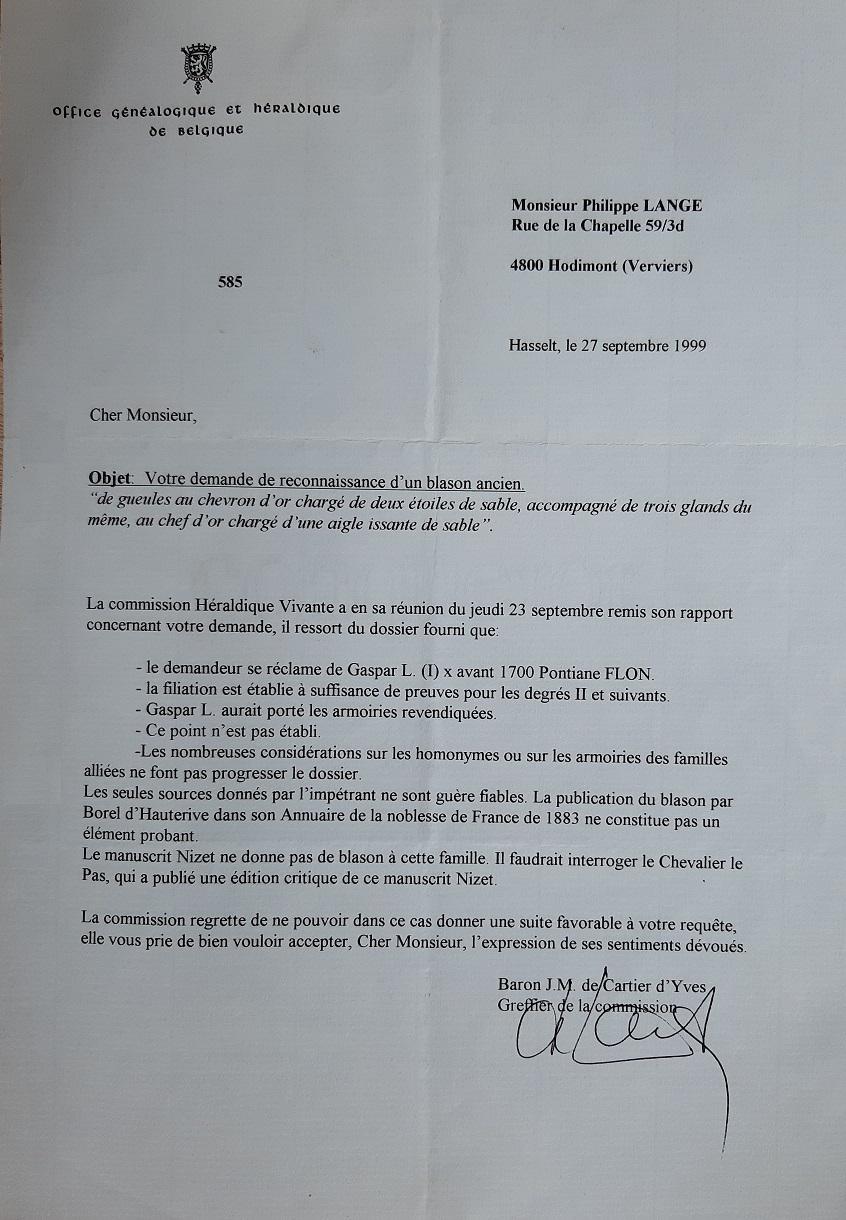 Office généalogique et héraldique
de Belgique
Monsieur Philippe LANGE
Rue de la Chapelle 59/3d
4800 Hodimont (Verviers)
585
Hasselt, le 27 septembre 1999
Cher Monsieur,
Objet: Votre demande de reconnaissance d'un blason ancien.
“de gueules au chevron d'or chargé de deux étoiles de sable, accompagné de trois glands du
même, au chef d'or chargé d'une aigle issante de sable”.
La commission Héraldique Vivante a en sa réunion du jeudi 23 septembre remis son rapport
concernant votre demande, il ressort du dossier fourni que:
- le demandeur se réclame de Gaspar L. (I) x avant 1700 Pontiane FLON.
- la filiation est établie à suffisance de preuves pour les degrés II et suivants.
- Gaspar L. aurait porté les armoiries revendiquées.
- Ce point n'est pas établi.
-Les nombreuses considérations sur les homonymes ou sur les armoiries des familles
alliées ne font pas progresser le dossier.
Les seules sources donnés par l'impétrant ne sont guère fiables. La publication du blason par
Borel d'Hauterive dans son Annuaire de la noblesse de France de 1883 ne constitue pas un
élément probant.
Le manuscrit Nizet ne donne pas de blason à cette famille. Il faudrait interroger le Chevalier le
Pas, qui a publié une édition critique de ce manuscrit Nizet.
La commission regrette de ne pouvoir dans ce cas donner une suite favorable à votre requête,
elle vous prie de bien vouloir accepter, Cher Monsieur, l'expression de ses sentiments dévoués.
Baron J.M. de Cartier d'Yves
Greffier de la commission